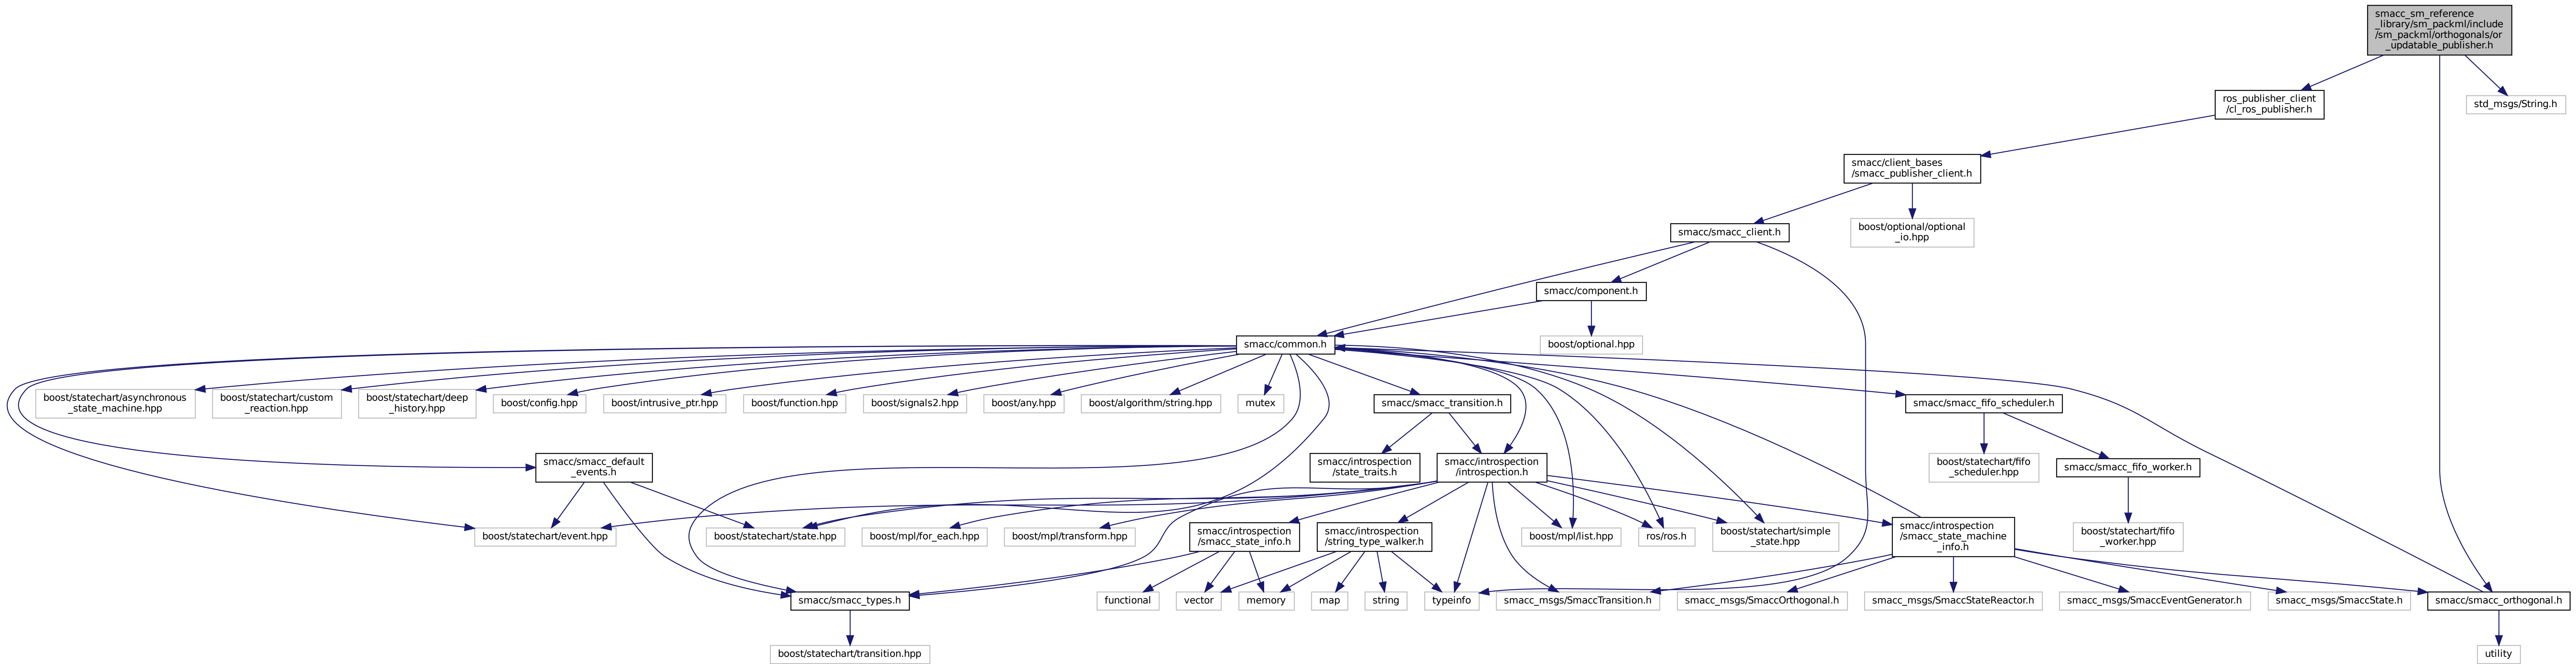 smacc_sm_reference
_library/sm_packml/include
/sm_packml/orthogonals/or
_updatable_publisher.h
ros_publisher_client
/cl_ros_publisher.h
std_msgs/String.h
smacc/client_bases
/smacc_publisher_client.h
smacc/smacc_client.h
boost/optional/optional
_io.hpp
smacc/component.h
smacc/common.h
boost/optional.hpp
boost/statechart/asynchronous
_state_machine.hpp
boost/statechart/custom
_reaction.hpp
boost/statechart/deep
_history.hpp
boost/config.hpp
boost/intrusive_ptr.hpp
boost/function.hpp
boost/signals2.hpp
boost/any.hpp
boost/algorithm/string.hpp
mutex
smacc/smacc_transition.h
smacc/smacc_fifo_scheduler.h
smacc/smacc_default
_events.h
smacc/introspection
/state_traits.h
smacc/introspection
/introspection.h
boost/statechart/fifo
_scheduler.hpp
smacc/smacc_fifo_worker.h
boost/statechart/event.hpp
boost/statechart/state.hpp
boost/mpl/for_each.hpp
boost/mpl/transform.hpp
smacc/introspection
/smacc_state_info.h
smacc/introspection
/string_type_walker.h
boost/mpl/list.hpp
ros/ros.h
boost/statechart/simple
_state.hpp
smacc/introspection
/smacc_state_machine
_info.h
boost/statechart/fifo
_worker.hpp
smacc/smacc_types.h
functional
vector
memory
map
string
typeinfo
smacc_msgs/SmaccTransition.h
smacc_msgs/SmaccOrthogonal.h
smacc_msgs/SmaccStateReactor.h
smacc_msgs/SmaccEventGenerator.h
smacc_msgs/SmaccState.h
smacc/smacc_orthogonal.h
boost/statechart/transition.hpp
utility